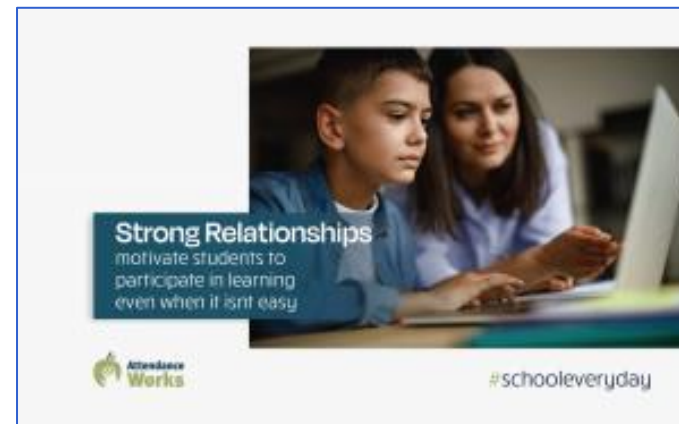 Strong Relationships
motivate students to
participate in learning
even when it isnt easy
Attendance
Works
#schooleveryday